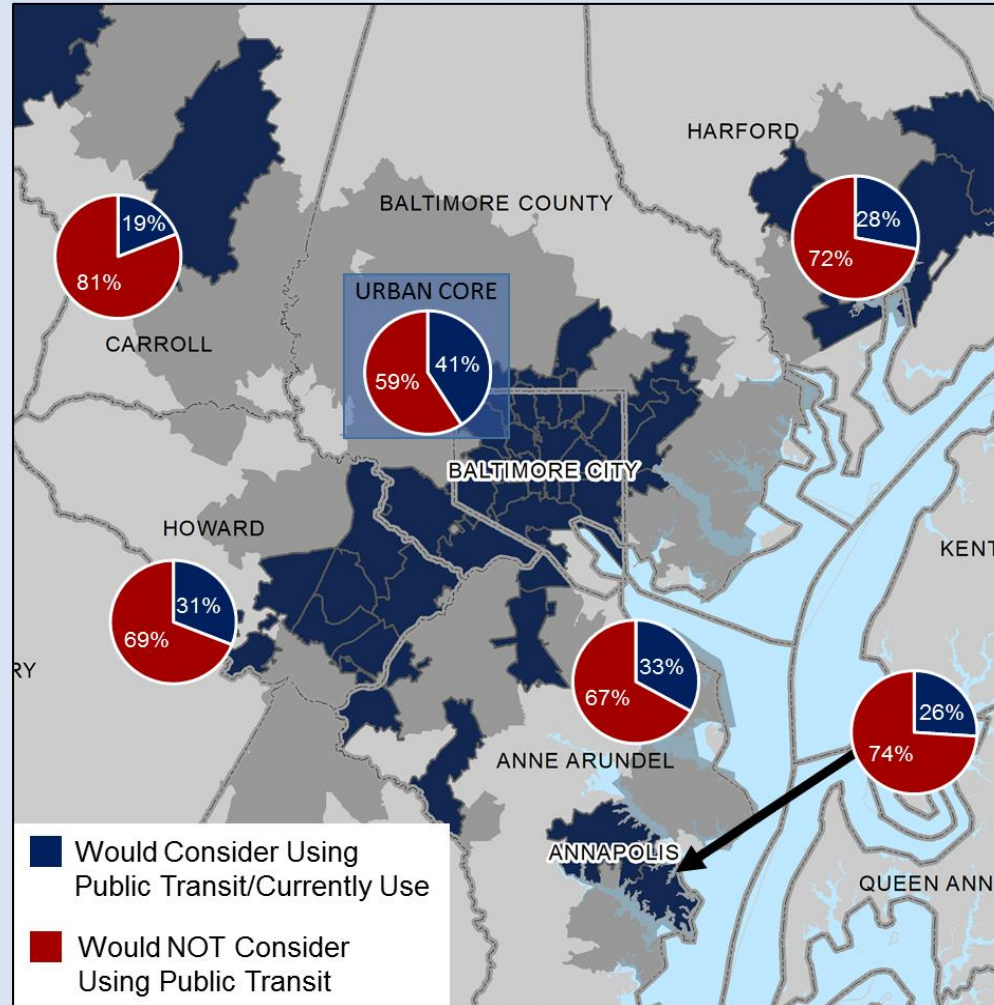 HARFORD
BALTIMORE COUNTY
19%
81%
28%
72%
URBAN CORE
CARROLL
41%
59%
BALTIMORE CITY
HOWARD
KENT
31%
69%
RY
33%
67%
26%
74%
ANNE ARUNDEL
ANNAPOLIS
QUEEN ANN
Would Consider Using
Public Transit/Currently Use
Would NOT Consider
Using Public Transit